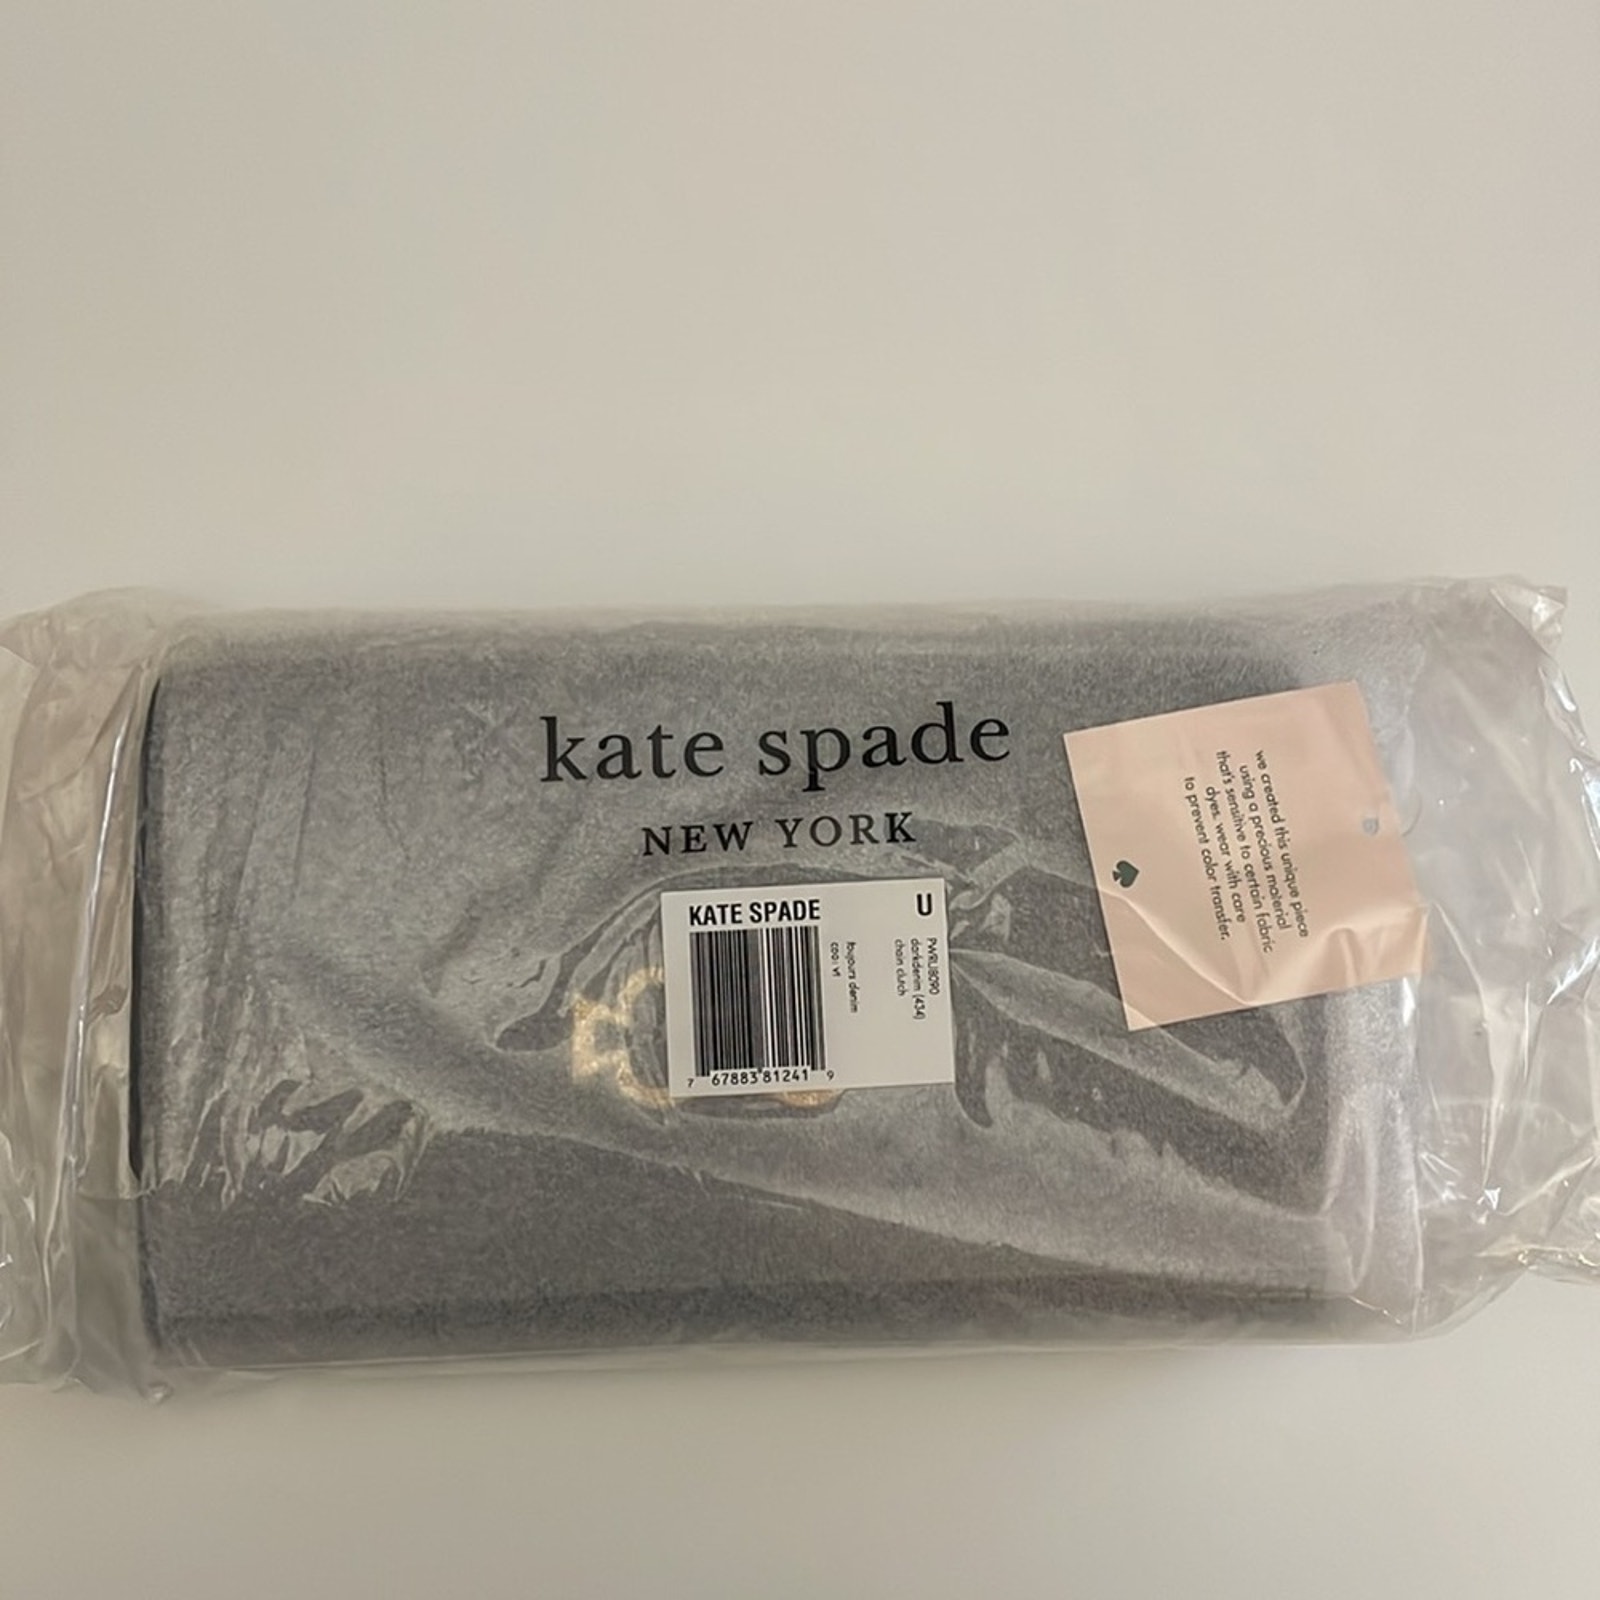 kate spade
NEW YORK
KATE SPADE
U
PWRU8090
darkdenim (434)
chain clutch
toujours denim
COO: VI
7 67883 81241 9
we created this unique piece
using a precious material
that's sensitive to certain fabric
dyes. wear with care
to prevent color transfer.